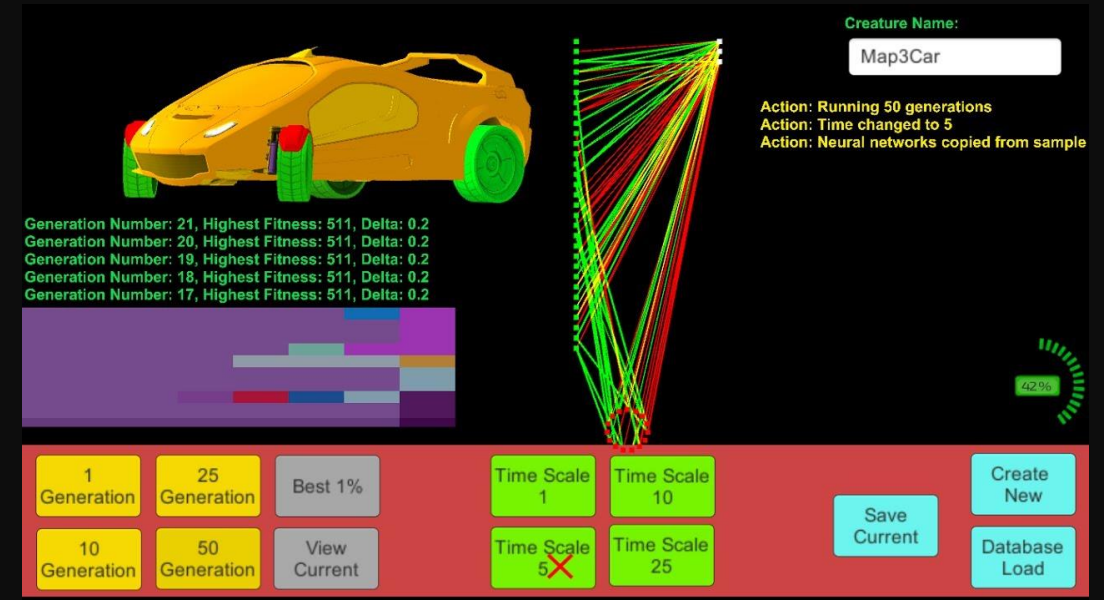 Creature Name:
Map3Car
Action: Running 50 generations
Action: Time changed to 5
Action: Neural networks copied from sample
Generation Number: 21, Highest Fitness: 511, Delta: 0.2
Generation Number: 20, Highest Fitness: 511, Delta: 0.2
Generation Number: 19, Highest Fitness: 511, Delta: 0.2
Generation Number: 18, Highest Fitness: 511, Delta: 0.2
Generation Number: 17, Highest Fitness: 511, Delta: 0.2
42%
1
Generation
25
Generation
Best 1%
Time Scale
1
Time Scale
10
Create
New
Save
Current
10
Generation
50
Generation
View
Current
Time Scale
5
Time Scale
25
Database
Load